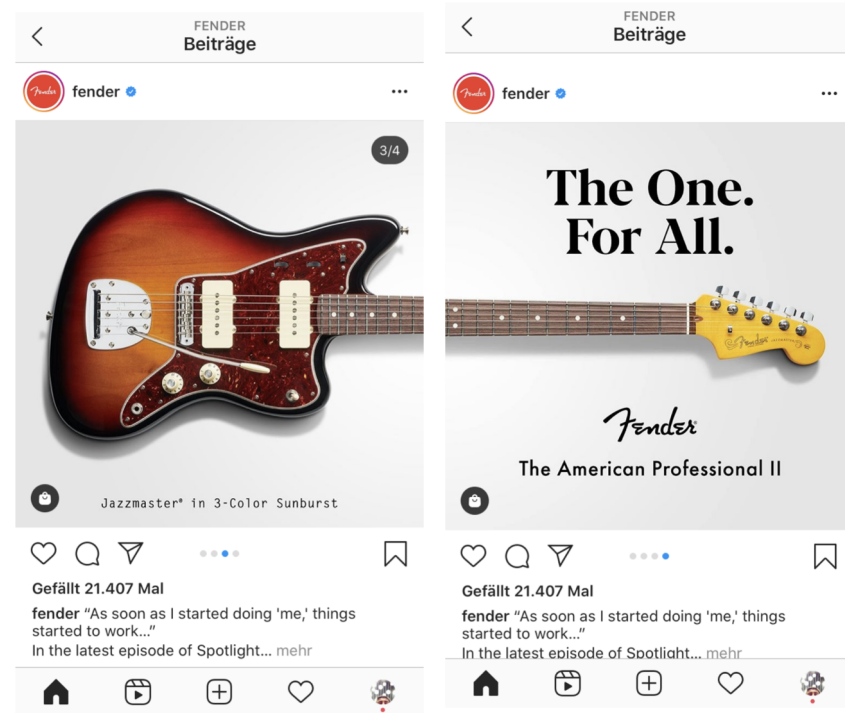 FENDER
Beiträge
Fender
fender
3/4
Jazzmaster® in 3-Color Sunburst
Gefällt 21.407 Mal
fender “As soon as I started doing 'me,' things
started to work...”
In the latest episode of Spotlight... mehr
FENDER
Beiträge
Fender
fender
The One.
For All.
Fender
Fender
The American Professional II
Gefällt 21.407 Mal
fender “As soon as I started doing 'me,' things
started to work...”
In the latest episode of Spotlight... mehr